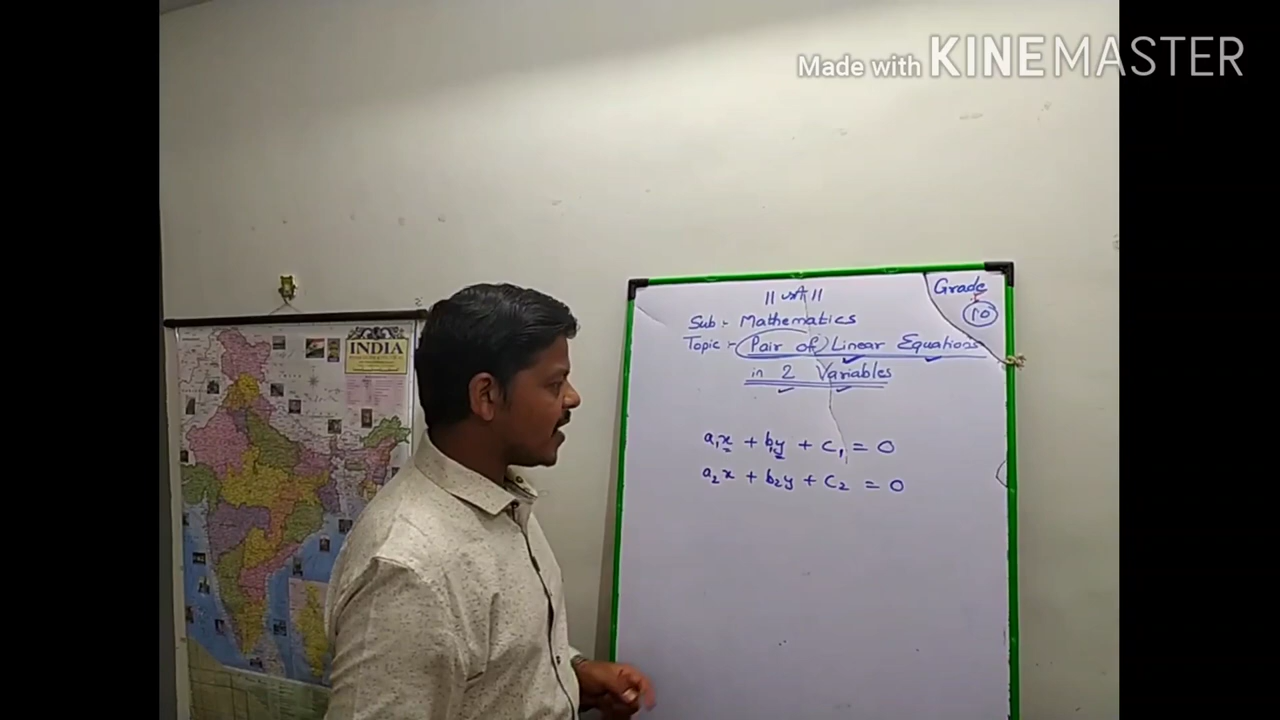 Made with KINEMASTER
INDIA
Grade
10
Sub:- Mathematics
Topic:- Pair of Linear Equations
in 2 Variables
a₁x + b₁y + c₁ = 0
a₂x + b₂y + c₂ = 0